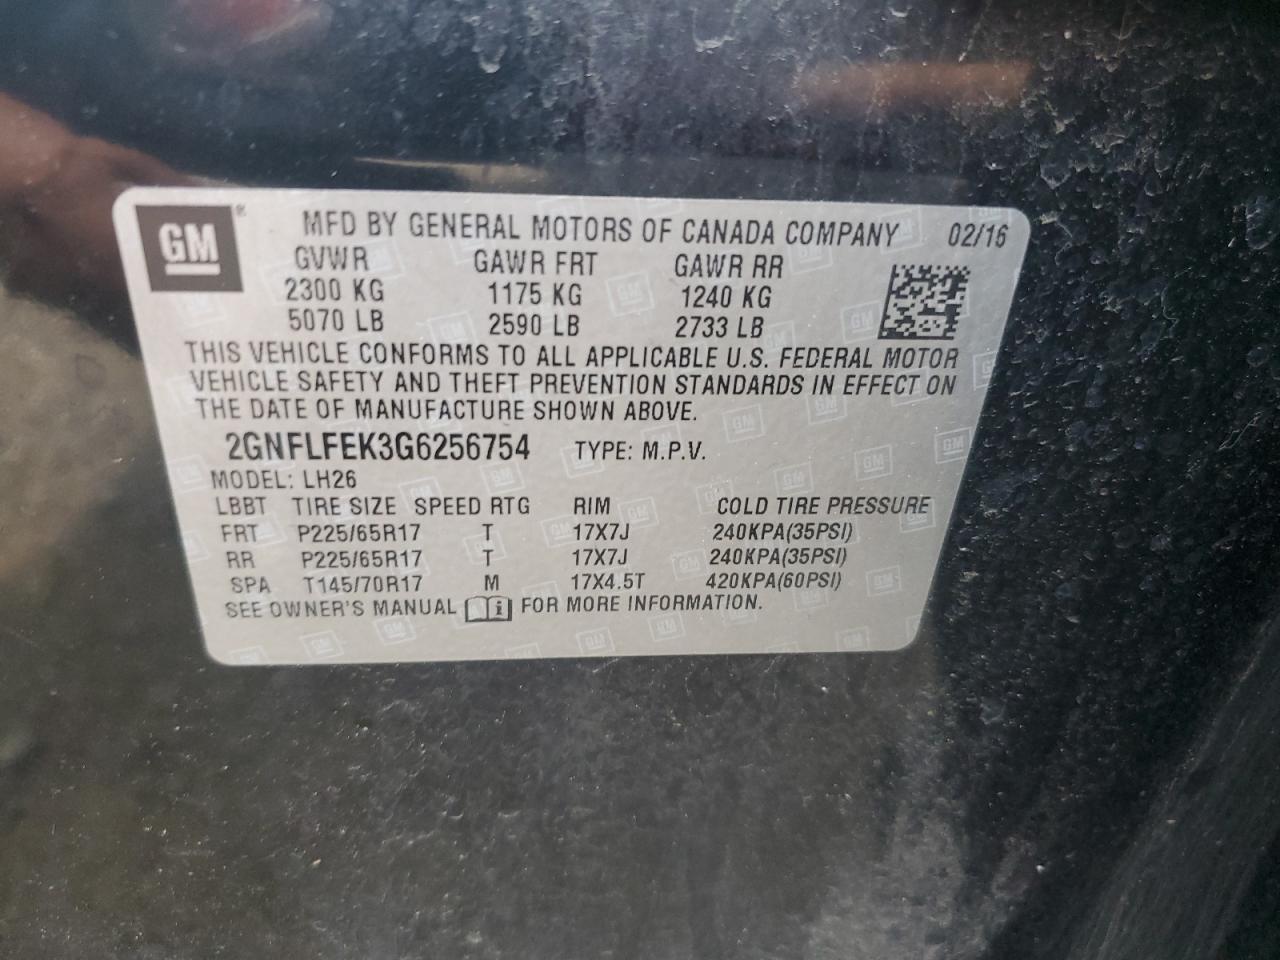 GM® MFD BY GENERAL MOTORS OF CANADA COMPANY 02/16
GVWR GAWR FRT GAWR RR
2300 KG 1175 KG 1240 KG
5070 LB 2590 LB 2733 LB
THIS VEHICLE CONFORMS TO ALL APPLICABLE U.S. FEDERAL MOTOR
VEHICLE SAFETY AND THEFT PREVENTION STANDARDS IN EFFECT ON
THE DATE OF MANUFACTURE SHOWN ABOVE.
2GNFLFEK3G6256754 TYPE: M.P.V.
MODEL: LH26
LBBT TIRE SIZE SPEED RTG RIM COLD TIRE PRESSURE
FRT P225/65R17 T 17X7J 240KPA(35PSI)
RR P225/65R17 T 17X7J 240KPA(35PSI)
SPA T145/70R17 M 17X4.5T 420KPA(60PSI)
SEE OWNER'S MANUAL i FOR MORE INFORMATION.